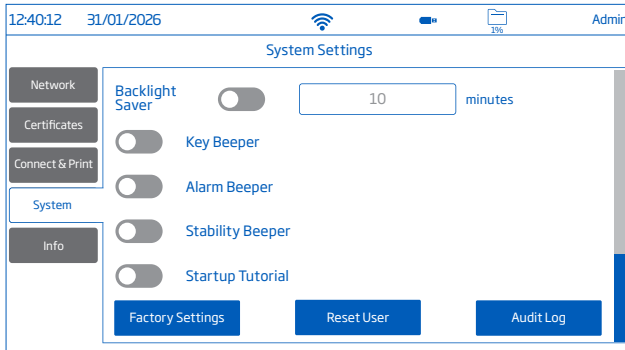 12:40:12 31/01/2026 1% Admin
System Settings
Network
Certificates
Connect & Print
System
Info
Backlight
Saver
10 minutes
Key Beeper
Alarm Beeper
Stability Beeper
Startup Tutorial
Factory Settings Reset User Audit Log